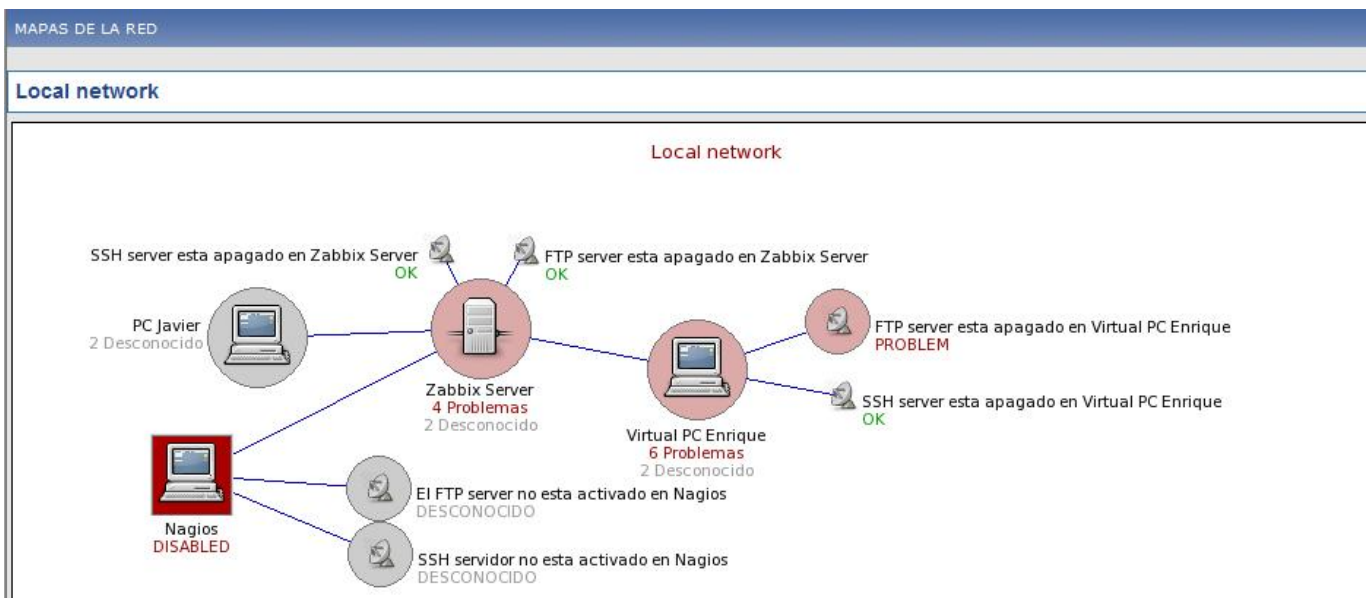 MAPAS DE LA RED
Local network
Local network
SSH server esta apagado en Zabbix Server
OK
FTP server esta apagado en Zabbix Server
OK
PC Javier
2 Desconocido
Zabbix Server
4 Problemas
2 Desconocido
FTP server esta apagado en Virtual PC Enrique
PROBLEM
SSH server esta apagado en Virtual PC Enrique
OK
Virtual PC Enrique
6 Problemas
2 Desconocido
Nagios
DISABLED
El FTP server no esta activado en Nagios
DESCONOCIDO
SSH servidor no esta activado en Nagios
DESCONOCIDO